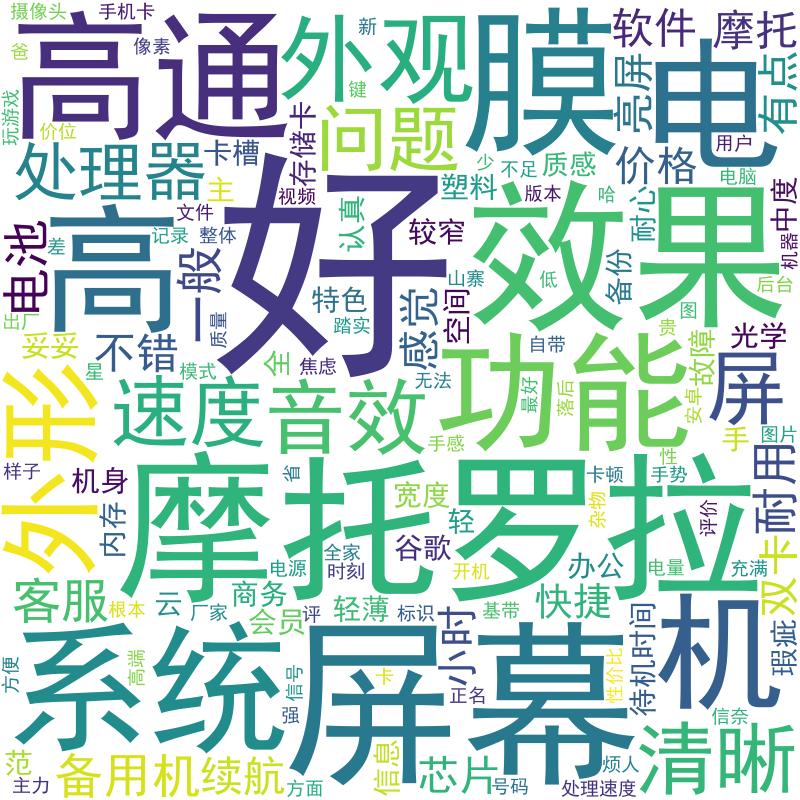 摄像头
手机卡
爸
像素
高通
外观
新
键
膜
电
软件
摩托
亮屏
有点
玩游戏
价位
存储卡
问题
处理器
卡槽
主
视频
文件
少
不足
质感
塑料
价格
用户
电脑
版本
哈
耐心
中度
机器
电池
差
高
记录
整体
好
认真
较窄
效果
山寨
低
备份
后台
出厂
一般
质量
特色
踏实
感觉
空间
图
贵
光学
妥妥
星
不错
模式
全
焦虑
无法
自带
功能
最好
落后
安卓
故障
屏
外形
速度
音效
手感
手
图片
样子
机身
内存
摩托罗拉
省
宽度
轻
谷歌
卡顿
杂物
性
手势
评价
耐用
客服
根本
云
厂家
电源
商务
会员
全家
时刻
评
轻薄
标识
小时
开机
基带
快捷
办公
电量
充满
双卡
方便
系统
高端
强
信号
屏幕
卡
正名
性价比
待机时间
机
瑕疵
信奈
范
主力
备用机
续航
方面
信息
芯片
号码
处理速度
烦人
清晰